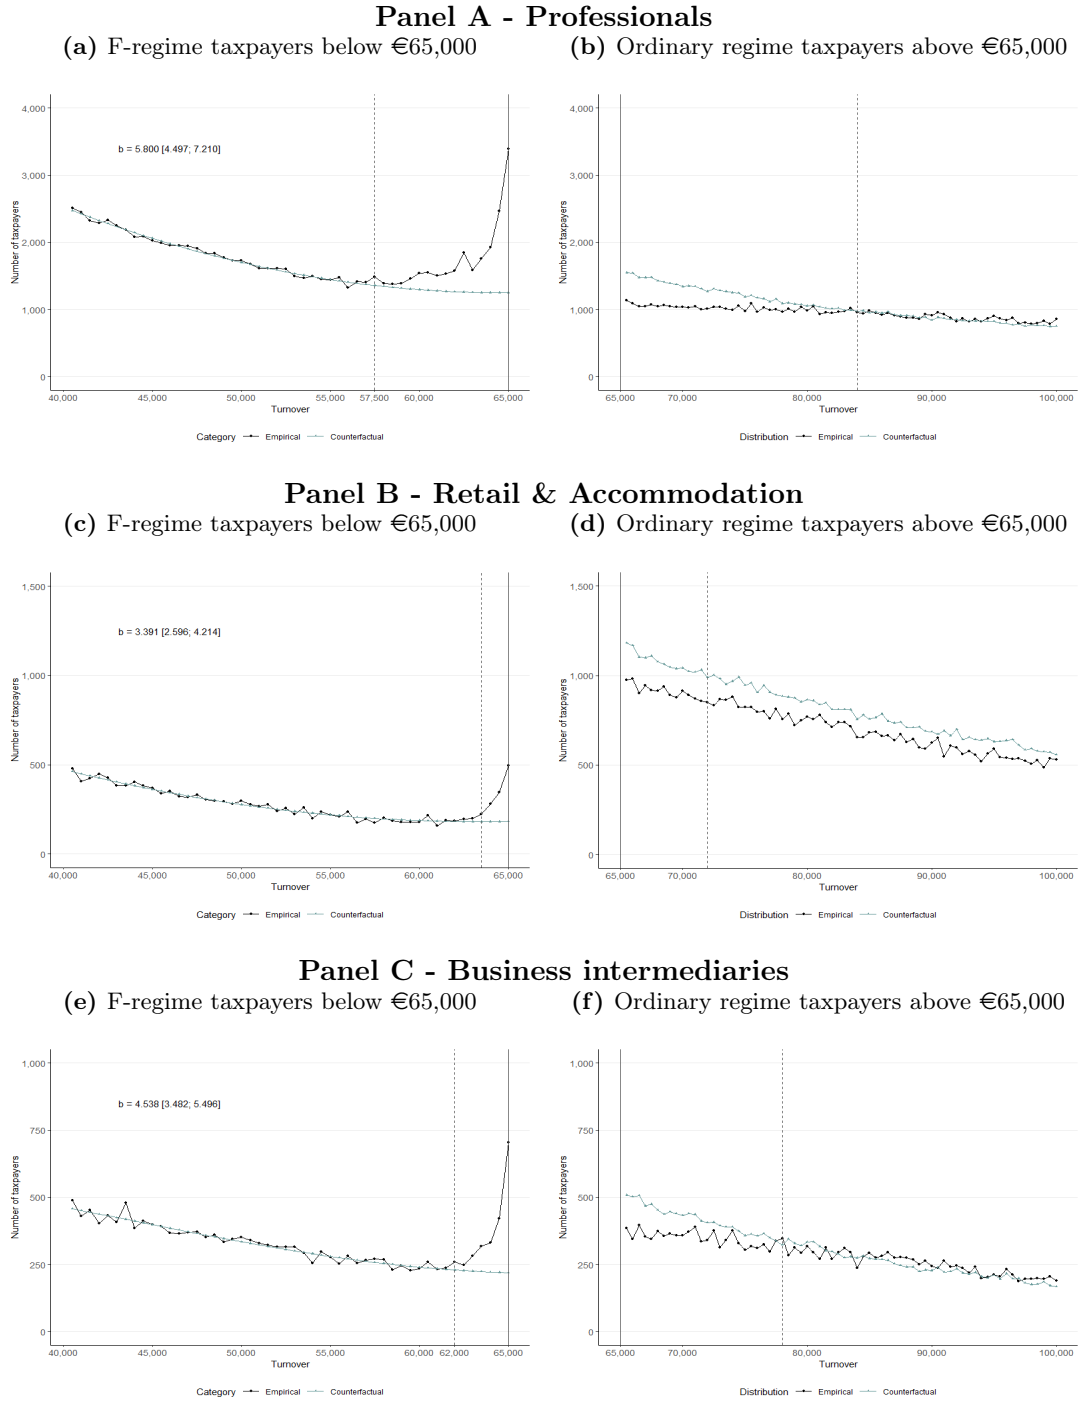 Panel A - Professionals
(a) F-regime taxpayers below €65,000
(b) Ordinary regime taxpayers above €65,000
4,000
3,000
2,000
1,000
0
Number of taxpayers
b = 5.800 [4.497; 7.210]
40,000 45,000 50,000 55,000 57,500 60,000 65,000
Turnover
Category Empirical Counterfactual
4,000
3,000
2,000
1,000
0
Number of taxpayers
65,000 70,000 80,000 90,000 100,000
Turnover
Distribution Empirical Counterfactual
Panel B - Retail & Accommodation
(c) F-regime taxpayers below €65,000
(d) Ordinary regime taxpayers above €65,000
1,500
1,000
500
0
Number of taxpayers
b = 3.391 [2.596; 4.214]
40,000 45,000 50,000 55,000 60,000 65,000
Turnover
Category Empirical Counterfactual
1,500
1,000
500
0
Number of taxpayers
65,000 70,000 80,000 90,000 100,000
Turnover
Distribution Empirical Counterfactual
Panel C - Business intermediaries
(e) F-regime taxpayers below €65,000
(f) Ordinary regime taxpayers above €65,000
1,000
750
500
250
0
Number of taxpayers
b = 4.538 [3.482; 5.496]
40,000 45,000 50,000 55,000 60,000 62,000 65,000
Turnover
Category Empirical Counterfactual
1,000
750
500
250
0
Number of taxpayers
65,000 70,000 80,000 90,000 100,000
Turnover
Distribution Empirical Counterfactual